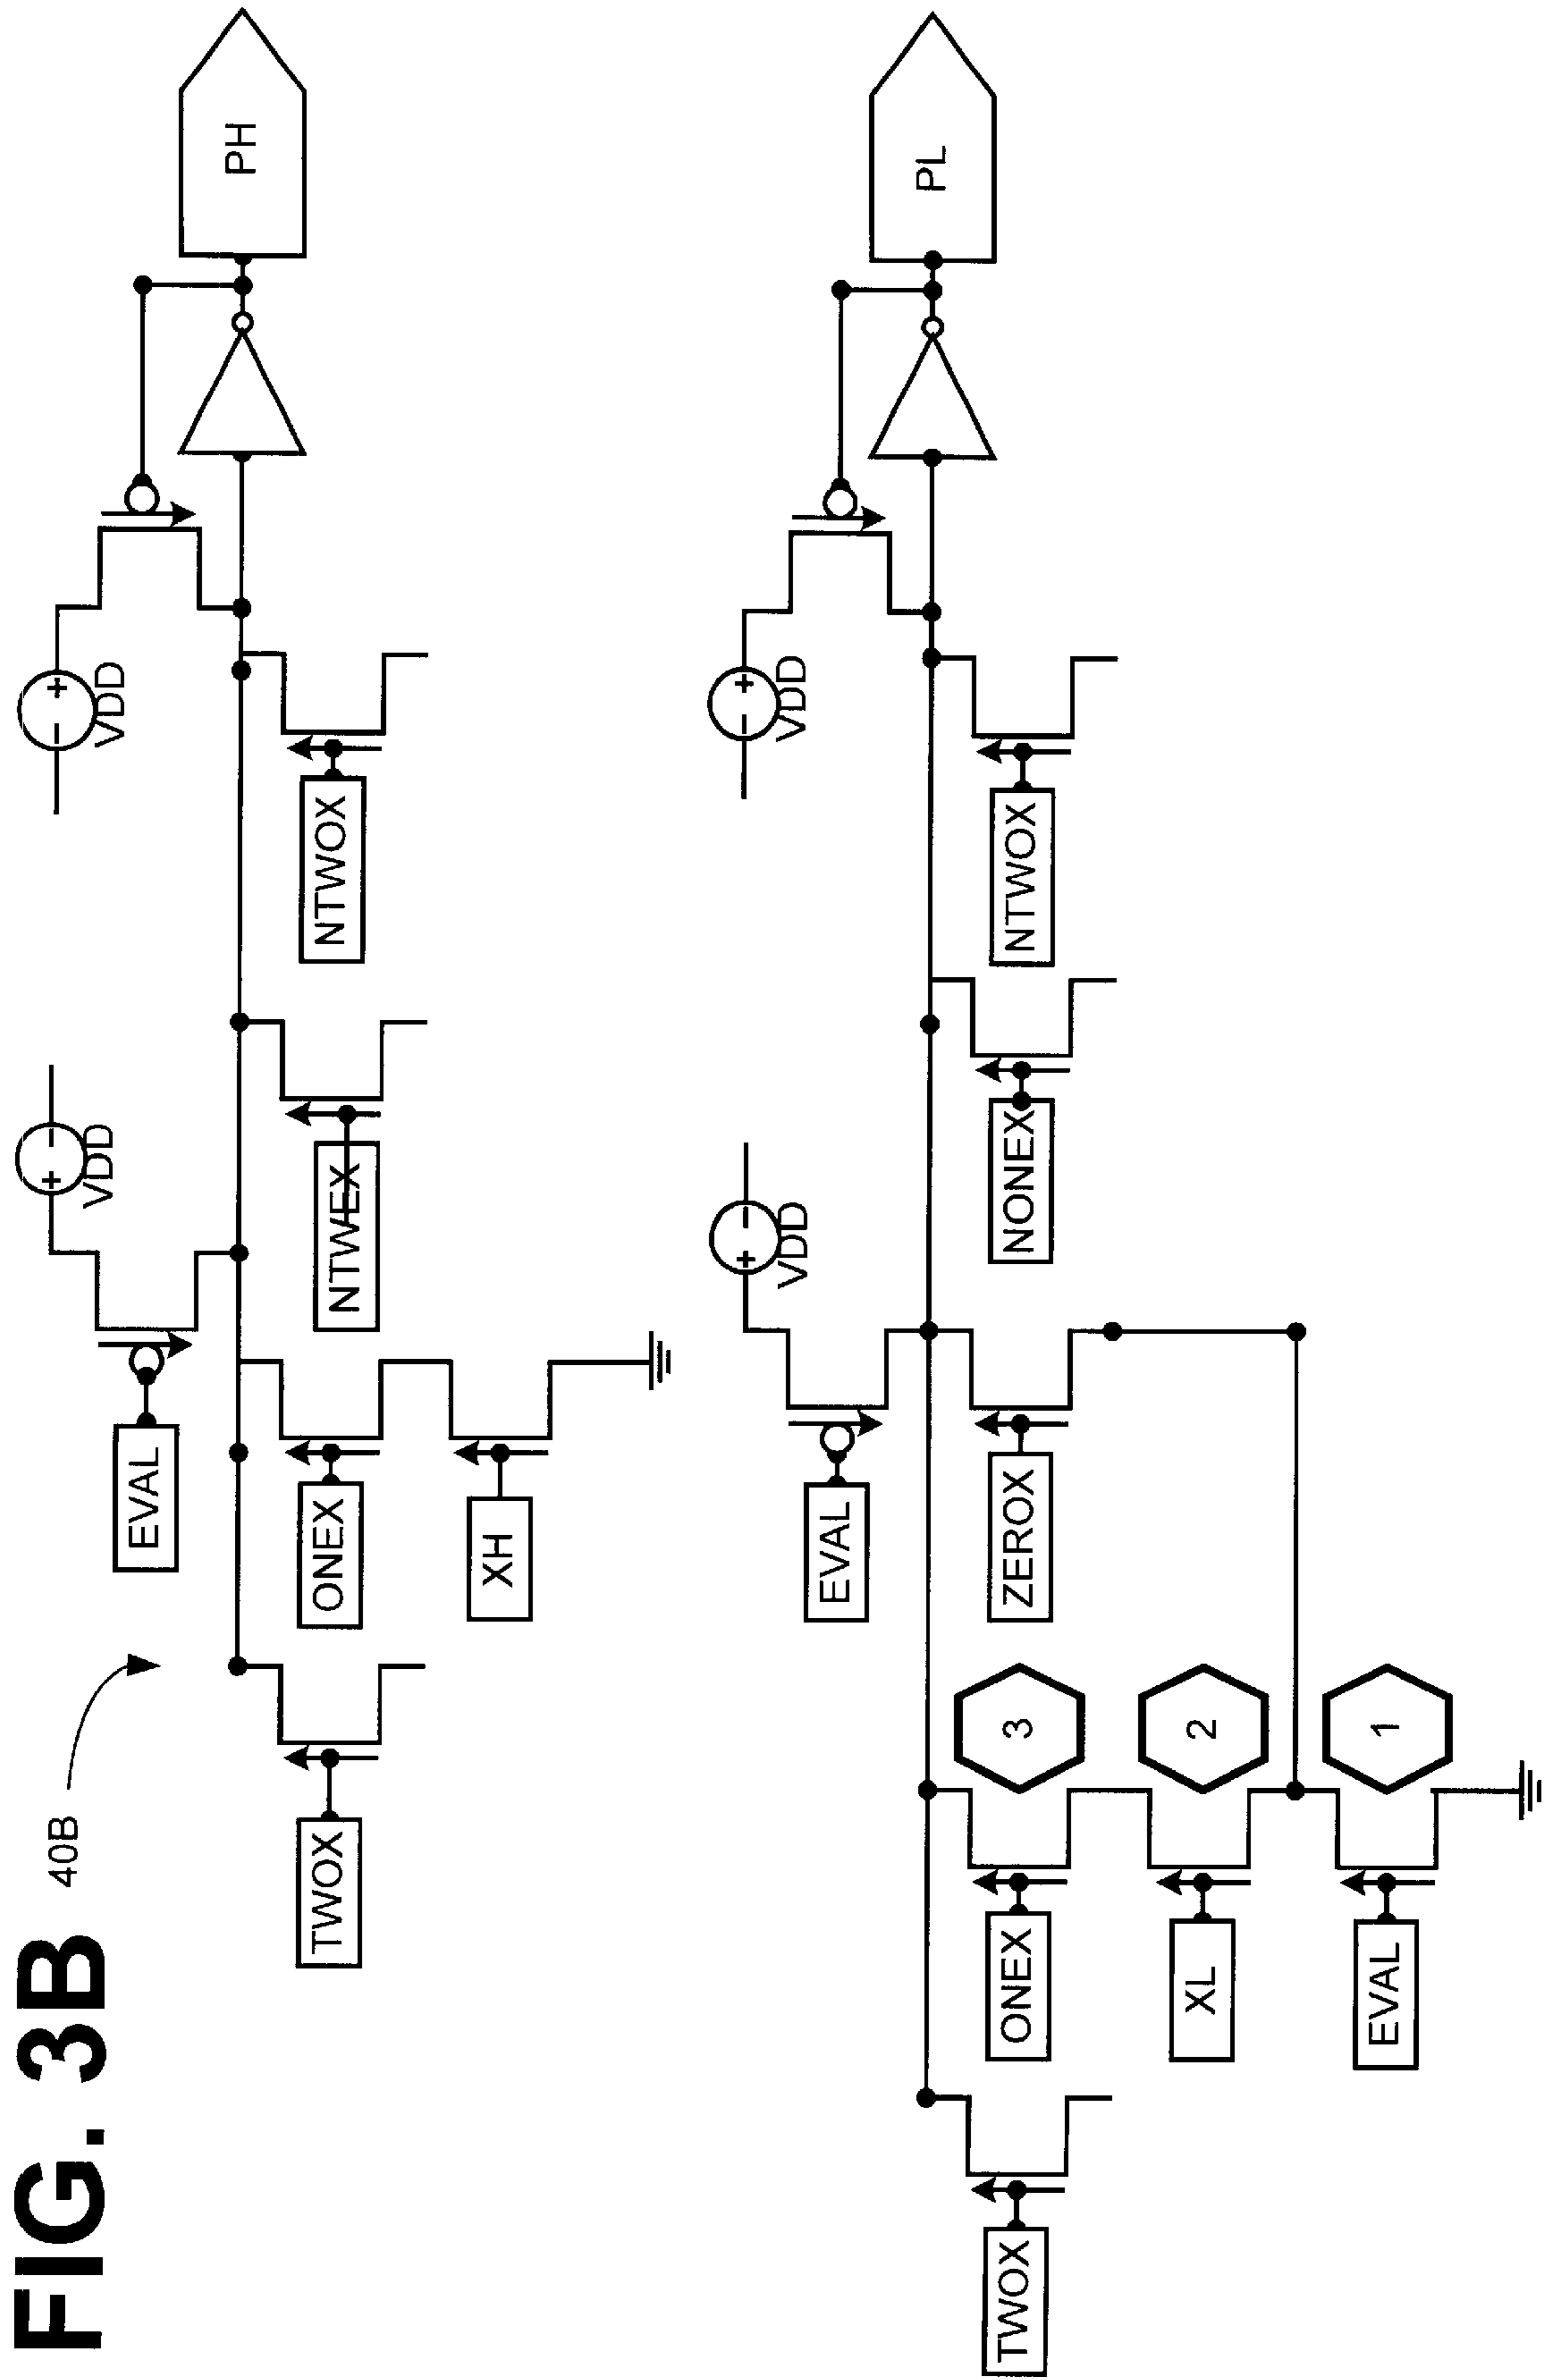 FIG. 3B
40B
EVAL
VDD
VDD
TWOX
ONEX
XH
NTWEX
NTWOX
PH
EVAL
VDD
VDD
TWOX
ONEX
3
XL
2
EVAL
1
ZEROX
NONEX
NTWOX
PL